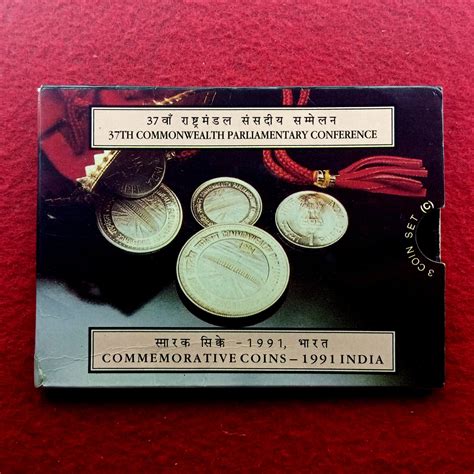 37वाँ राष्ट्रमंडल संसदीय सम्मेलन
37TH COMMONWEALTH PARLIAMENTARY CONFERENCE
3 COIN SET (C)
स्मारक सिके - 1991, भारत
COMMEMORATIVE COINS - 1991 INDIA